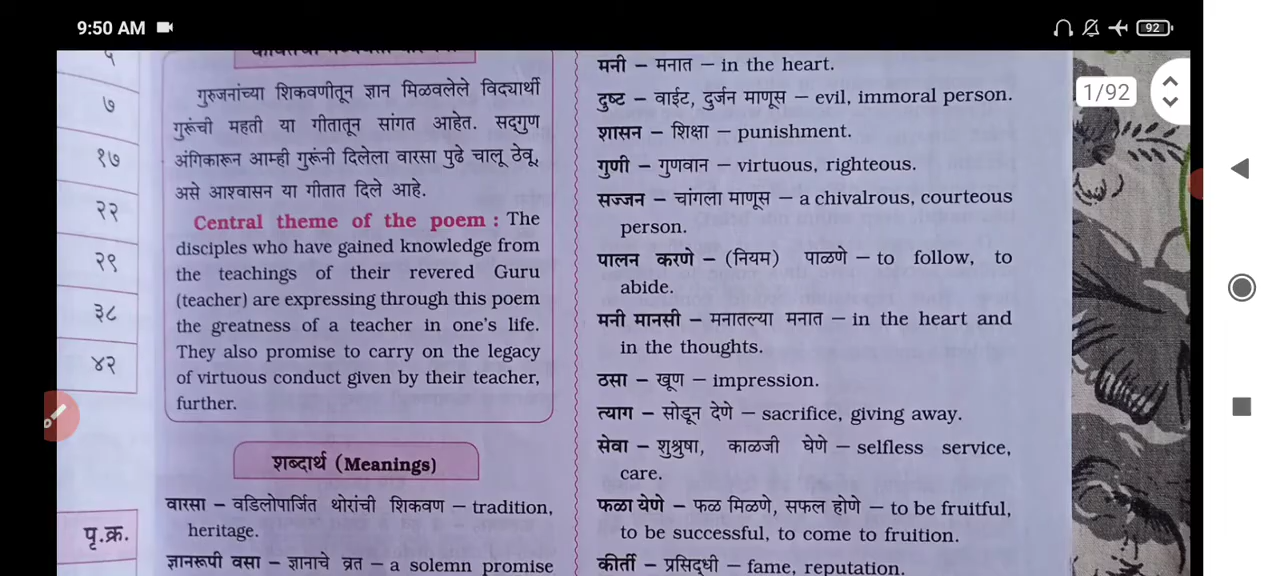 9:50 AM
92
1/92
५
७
१७
२२
२९
३८
४२
पृ.क्र.
गुरुजनांच्या शिकवणीतून ज्ञान मिळवलेले विद्यार्थी
गुरूंची महती या गीतातून सांगत आहेत. सद्गुण
अंगिकारून आम्ही गुरूंनी दिलेला वारसा पुढे चालू ठेवू,
असे आश्वासन या गीतात दिले आहे.
Central theme of the poem : The
disciples who have gained knowledge from
the teachings of their revered Guru
(teacher) are expressing through this poem
the greatness of a teacher in one's life.
They also promise to carry on the legacy
of virtuous conduct given by their teacher,
further.
शब्दार्थ (Meanings)
वारसा – वडिलोपार्जित थोरांची शिकवण – tradition,
heritage.
ज्ञानरूपी वसा – ज्ञानाचे व्रत – a solemn promise
मनी – मनात – in the heart.
दुष्ट – वाईट, दुर्जन माणूस – evil, immoral person.
शासन – शिक्षा – punishment.
गुणी – गुणवान – virtuous, righteous.
सज्जन – चांगला माणूस – a chivalrous, courteous
person.
पालन करणे – (नियम) पाळणे – to follow, to
abide.
मनी मानसी – मनातल्या मनात – in the heart and
in the thoughts.
ठसा – खूण – impression.
त्याग – सोडून देणे – sacrifice, giving away.
सेवा – शुश्रुषा, काळजी घेणे – selfless service,
care.
फळा येणे – फळ मिळणे, सफल होणे – to be fruitful,
to be successful, to come to fruition.
कीर्ती – प्रसिद्धी – fame, reputation.